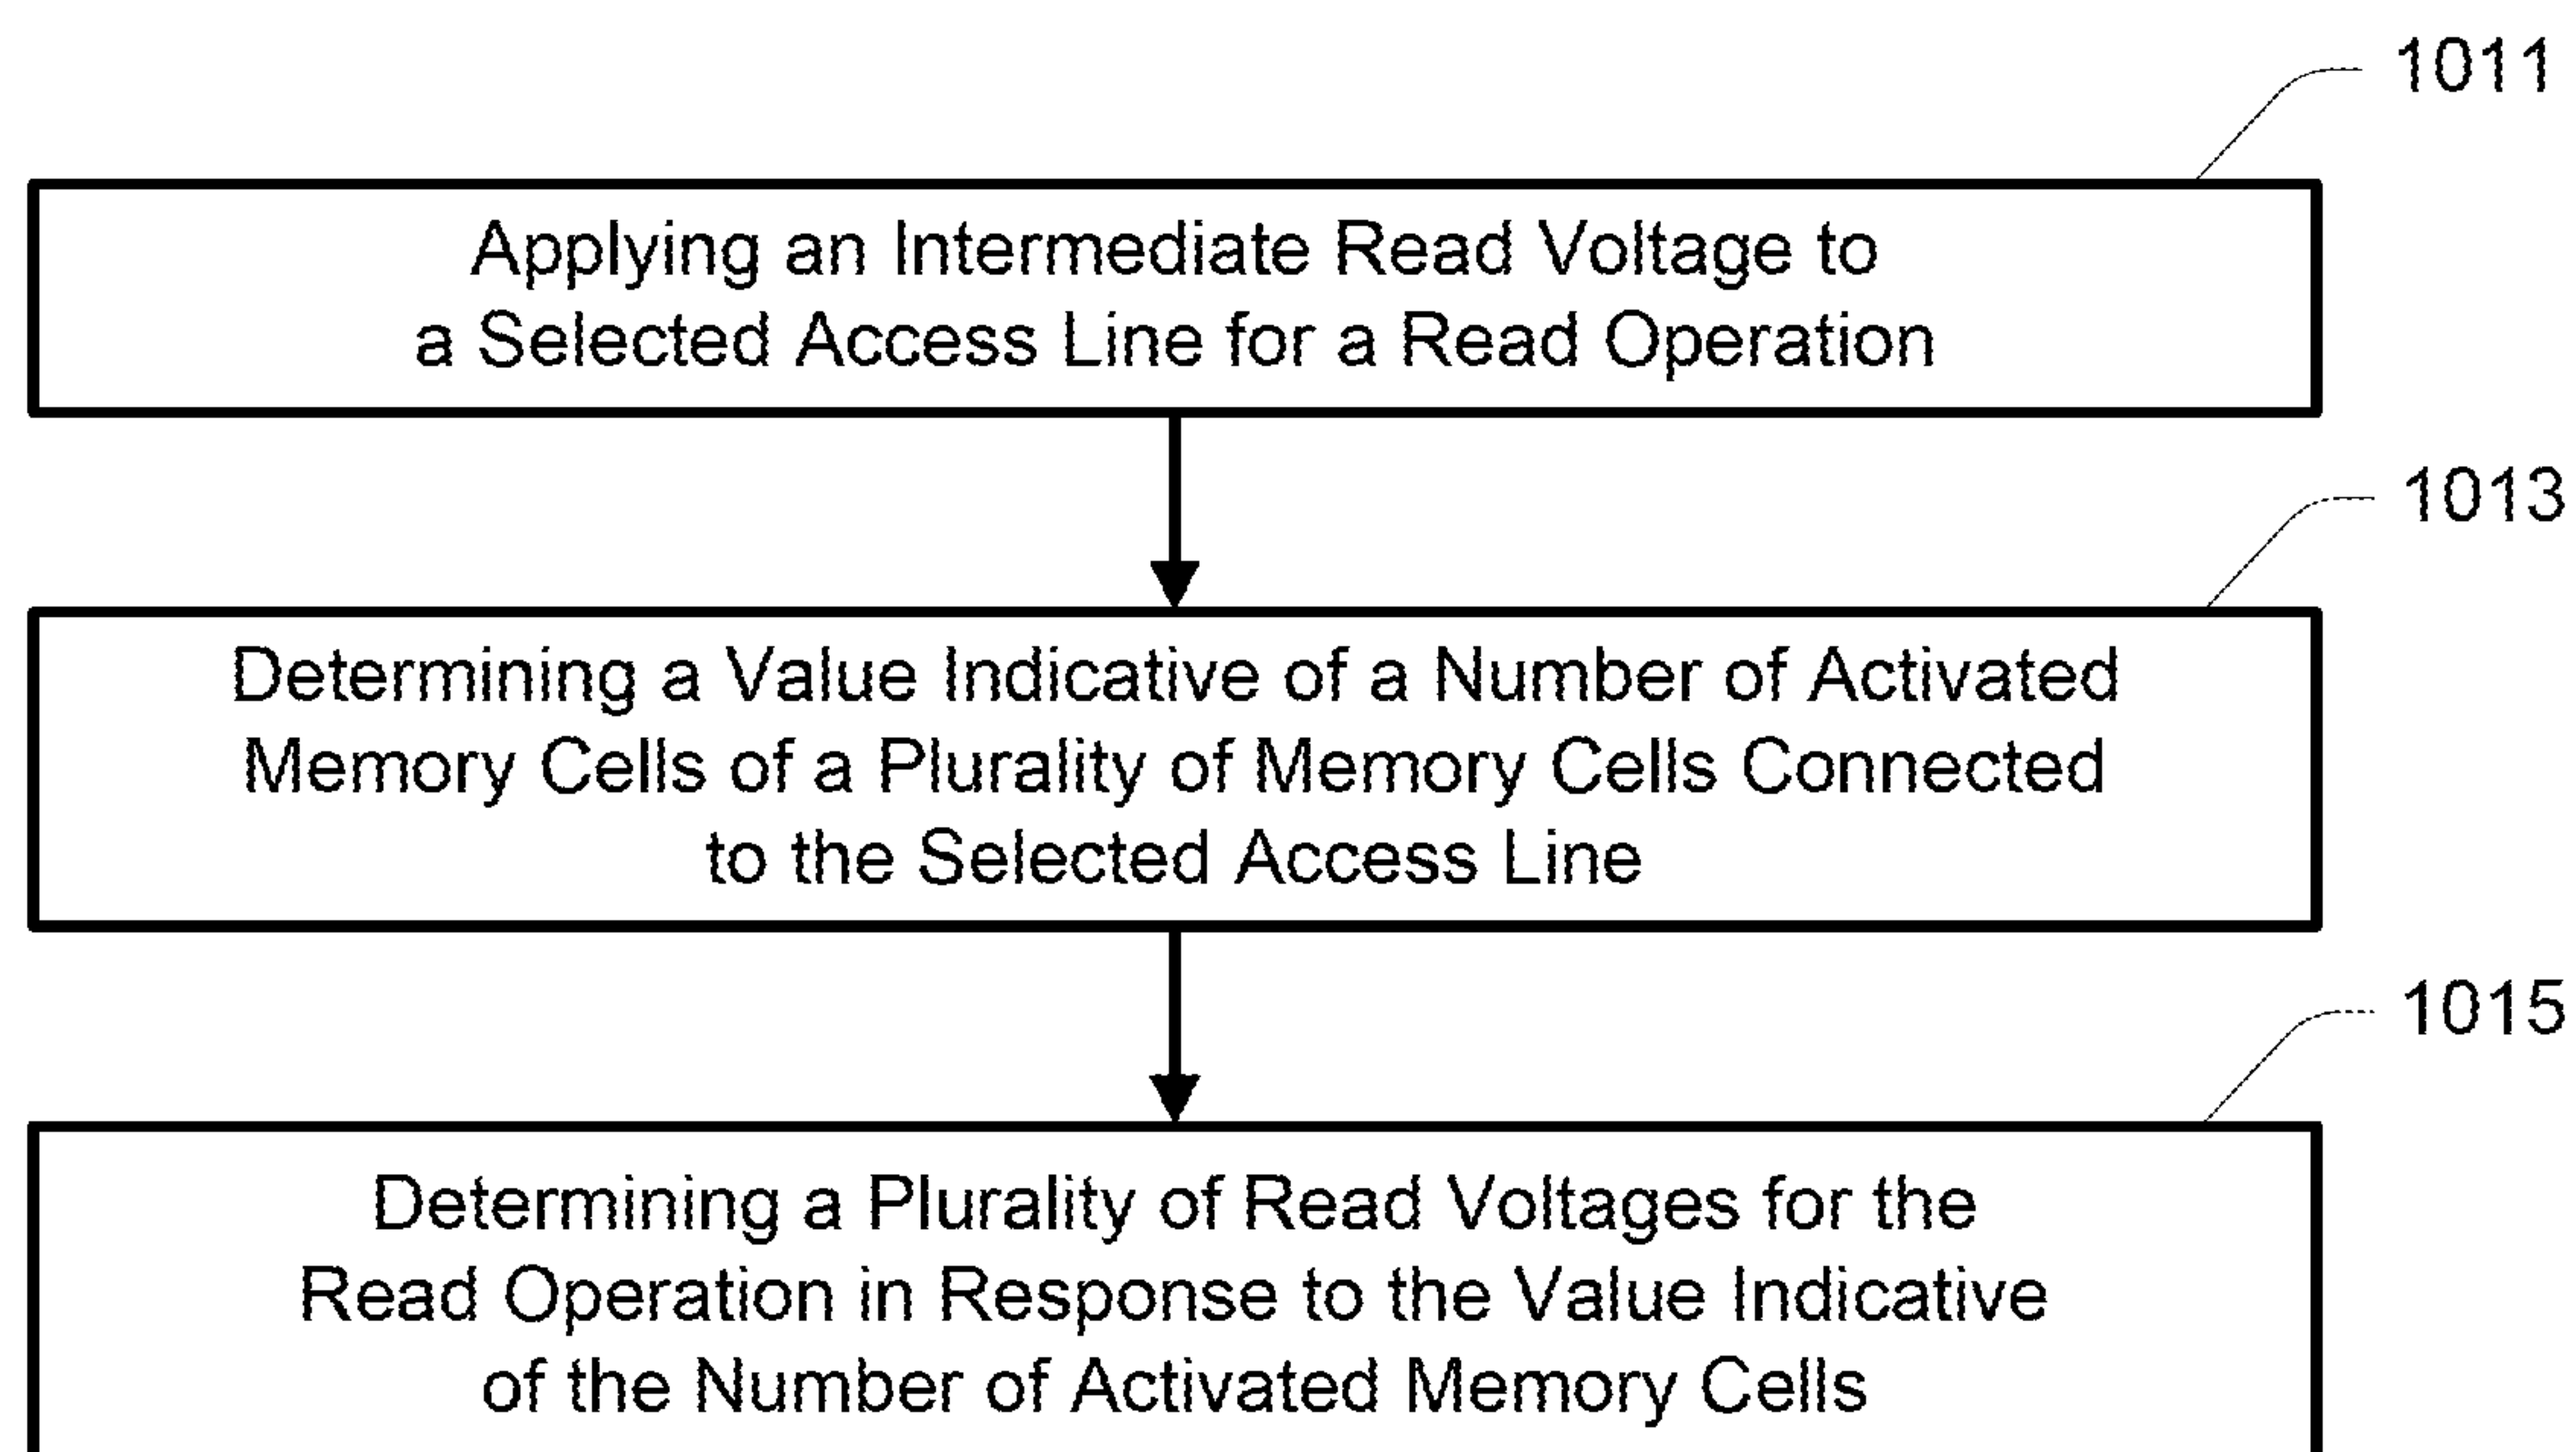 1011
Applying an Intermediate Read Voltage to
a Selected Access Line for a Read Operation
1013
Determining a Value Indicative of a Number of Activated
Memory Cells of a Plurality of Memory Cells Connected
to the Selected Access Line
1015
Determining a Plurality of Read Voltages for the
Read Operation in Response to the Value Indicative
of the Number of Activated Memory Cells